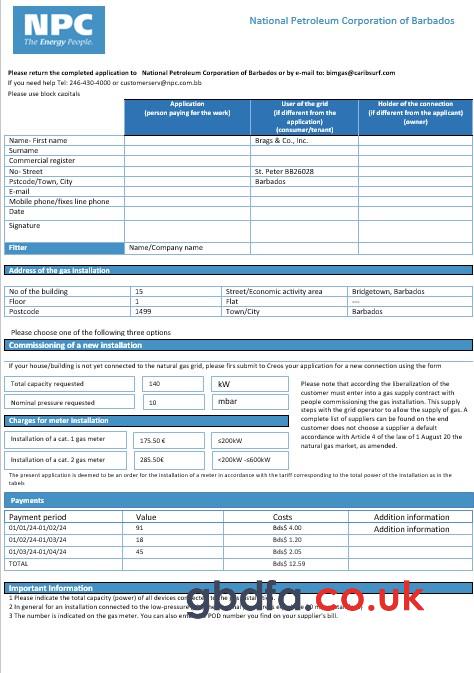 NPC
The Energy People.
National Petroleum Corporation of Barbados
Please return the completed application to National Petroleum Corporation of Barbados or by e-mail to: bimgas@caribsurf.com
If you need help Tel: 246-430-4000 or customerserv@npc.com.bb
Please use block capitals
Application (person paying for the work) User of the grid (if different from the application) (consumer/tenant) Holder of the connection (if different from the applicant) (owner)
Name- First name Brags & Co., Inc.
Surname
Commercial register
No- Street St. Peter BB26028
Pstcode/Town, City Barbados
E-mail
Mobile phone/fixes line phone
Date
Signature
Fitter Name/Company name
Address of the gas installation
No of the building 15 Street/Economic activity area Bridgetown, Barbados
Floor 1 Flat ---
Postcode 1499 Town/City Barbados
Please choose one of the following three options
Commissioning of a new installation
If your house/building is not yet connected to the natural gas grid, please firs submit to Creos your application for a new connection using the form
Total capacity requested 140 kW
Nominal pressure requested 10 mbar
Charges for meter installation
Installation of a cat. 1 gas meter 175.50 € ≤200kW
Installation of a cat. 2 gas meter 285.50€ <200kW -≤600kW
Please note that according the liberalization of the
customer must enter into a gas supply contract with
people commissioning the gas installation. This supply
steps with the grid operator to allow the supply of gas. A
complete list of suppliers can be found on the end
customer does not choose a supplier a default
accordance with Article 4 of the law of 1 August 20 the
natural gas market, as amended.
The present application is deemed to be an order for the installation of a meter in accordance with the tariff corresponding to the total power of the installation as in the
tabels
Payments
Payment period Value Costs Addition information
01/01/24-01/02/24 91 Bds$ 4.00 Addition information
01/02/24-01/03/24 18 Bds$ 1.20
01/03/24-01/04/24 45 Bds$ 2.05
TOTAL Bds$ 12.59
Important Information
1 Please indicate the total capacity (power) of all devices
2 In general for an installation connected to the low-pressure
3 The number is indicated on the gas meter. You can also POD number you find on your supplier's bill.
gbdfa.co.uk